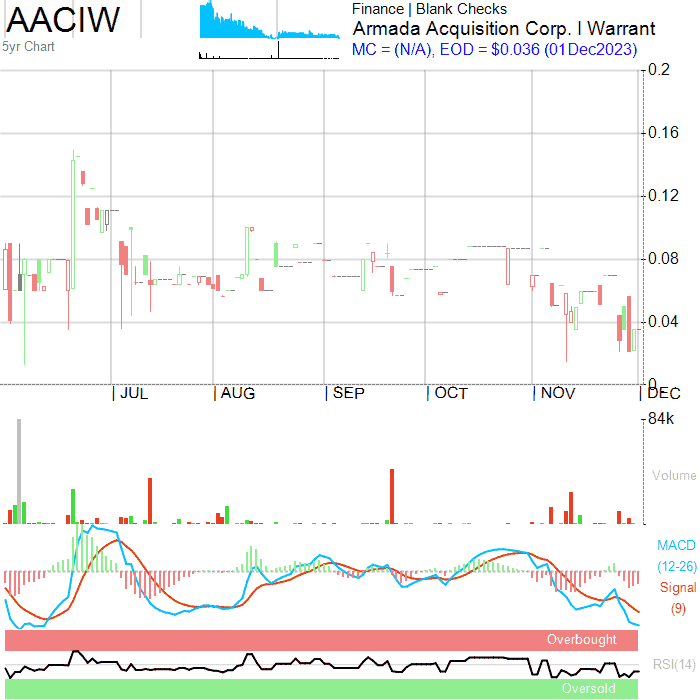 AACIW
5yr Chart
Finance | Blank Checks
Armada Acquisition Corp. I Warrant
MC = (N/A), EOD = $0.036 (01Dec2023)
0.2
0.16
0.12
0.08
0.04
0
JUL AUG SEP OCT NOV DEC
84k
Volume
MACD
(12-26)
Signal
(9)
Overbought
RSI(14)
Oversold